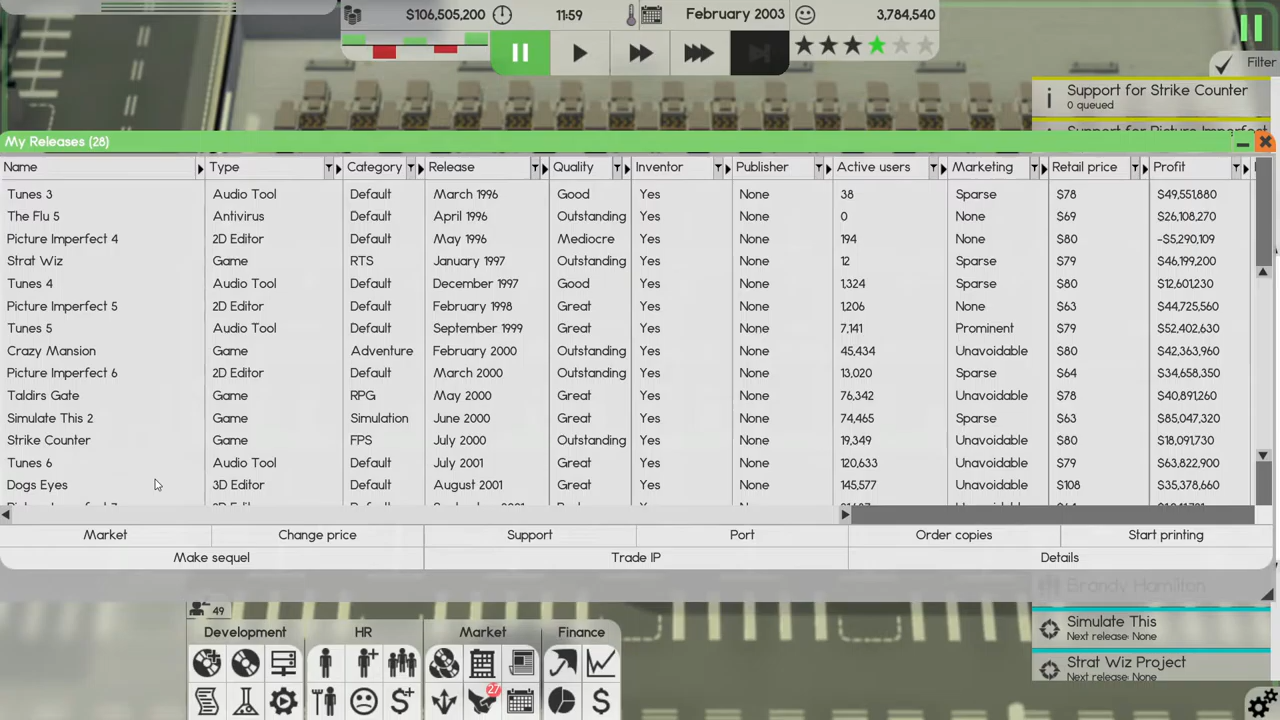 $106,505,200 11:59 February 2003 3,784,540
Filter
Support for Strike Counter
0 queued
Support for Picture Imperfect
My Releases (28)
Name Type Category Release Quality Inventor Publisher Active users Marketing Retail price Profit
Tunes 3 Audio Tool Default March 1996 Good Yes None 38 Sparse $78 $49,551,880
The Flu 5 Antivirus Default April 1996 Outstanding Yes None 0 None $69 $26,108,270
Picture Imperfect 4 2D Editor Default May 1996 Mediocre Yes None 194 None $80 -$5,290,109
Strat Wiz Game RTS January 1997 Outstanding Yes None 12 Sparse $79 $46,199,200
Tunes 4 Audio Tool Default December 1997 Good Yes None 1,324 Sparse $80 $12,601,230
Picture Imperfect 5 2D Editor Default February 1998 Great Yes None 1,206 None $63 $44,725,560
Tunes 5 Audio Tool Default September 1999 Great Yes None 7,141 Prominent $79 $52,402,630
Crazy Mansion Game Adventure February 2000 Outstanding Yes None 45,434 Unavoidable $80 $42,363,960
Picture Imperfect 6 2D Editor Default March 2000 Outstanding Yes None 13,020 Sparse $64 $34,658,350
Taldirs Gate Game RPG May 2000 Great Yes None 76,342 Unavoidable $78 $40,891,260
Simulate This 2 Game Simulation June 2000 Great Yes None 74,465 Sparse $63 $85,047,320
Strike Counter Game FPS July 2000 Outstanding Yes None 19,349 Unavoidable $80 $18,091,730
Tunes 6 Audio Tool Default July 2001 Great Yes None 120,633 Unavoidable $79 $63,822,900
Dogs Eyes 3D Editor Default August 2001 Great Yes None 145,577 Unavoidable $108 $35,378,660
Market Change price Support Port Order copies Start printing
Make sequel Trade IP Details
Brandy Hamilton
49
Simulate This
Next release: None
Development HR Market Finance
Strat Wiz Project
Next release: None
27